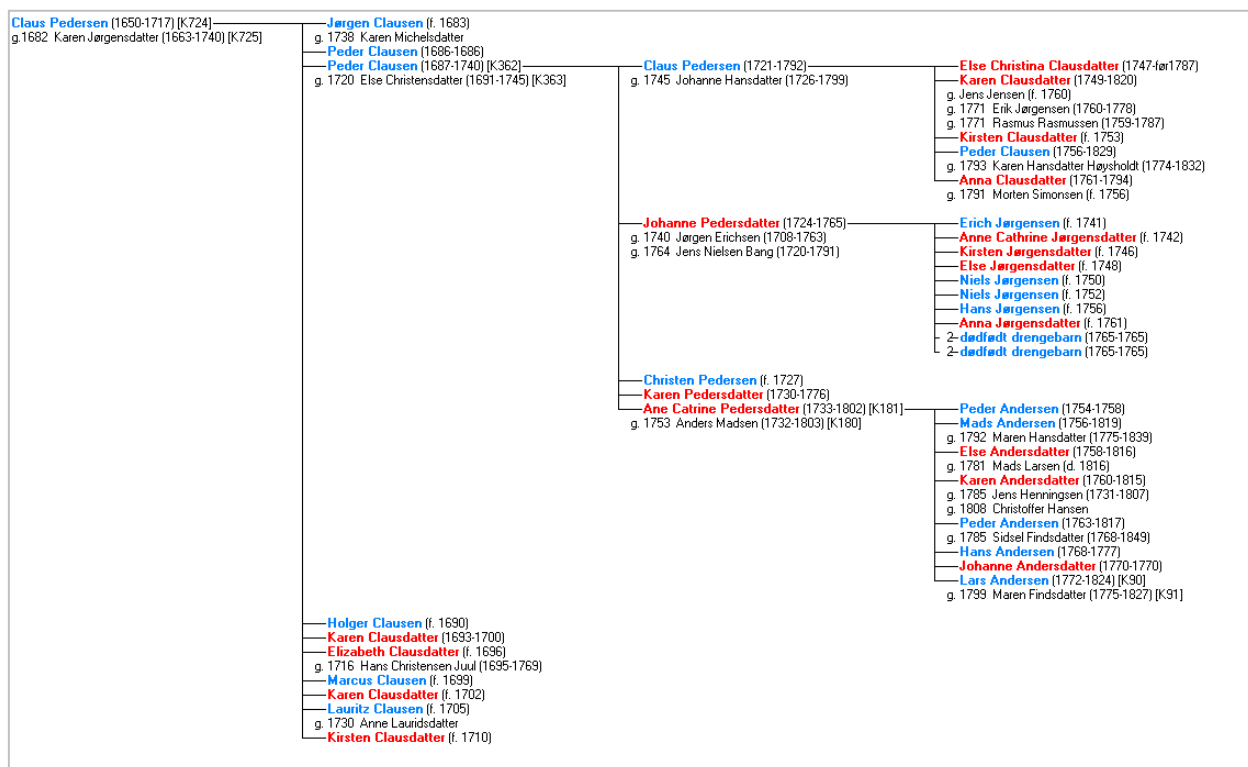 Claus Pedersen (1650-1717) [K724]
g.1682 Karen Jørgensdatter (1663-1740) [K725]
Jørgen Clausen (f. 1683)
g. 1738 Karen Michelsdatter
Peder Clausen (1686-1686)
Peder Clausen (1687-1740) [K362]
g. 1720 Else Christensdatter (1691-1745) [K363]
Claus Pedersen (1721-1792)
g. 1745 Johanne Hansdatter (1726-1799)
Else Christina Clausdatter (1747-før1787)
Karen Clausdatter (1749-1820)
g. Jens Jensen (f. 1760)
g. 1771 Erik Jørgensen (1760-1778)
g. 1771 Rasmus Rasmussen (1759-1787)
Kirsten Clausdatter (f. 1753)
Peder Clausen (1756-1829)
g. 1793 Karen Hansdatter Høysholdt (1774-1832)
Anna Clausdatter (1761-1794)
g. 1791 Morten Simonsen (f. 1756)
Johanne Pedersdatter (1724-1765)
g. 1740 Jørgen Erichsen (1708-1763)
g. 1764 Jens Nielsen Bang (1720-1791)
Erich Jørgensen (f. 1741)
Anne Cathrine Jørgensdatter (f. 1742)
Kirsten Jørgensdatter (f. 1746)
Else Jørgensdatter (f. 1748)
Niels Jørgensen (f. 1750)
Niels Jørgensen (f. 1752)
Hans Jørgensen (f. 1756)
Anna Jørgensdatter (f. 1761)
2 dødfødt drengebarn (1765-1765)
2 dødfødt drengebarn (1765-1765)
Christen Pedersen (f. 1727)
Karen Pedersdatter (1730-1776)
Ane Catrine Pedersdatter (1733-1802) [K181]
g. 1753 Anders Madsen (1732-1803) [K180]
Peder Andersen (1754-1758)
Mads Andersen (1756-1819)
g. 1792 Maren Hansdatter (1775-1839)
Else Andersdatter (1758-1816)
g. 1781 Mads Larsen (d. 1816)
Karen Andersdatter (1760-1815)
g. 1785 Jens Henningsen (1731-1807)
g. 1808 Christoffer Hansen
Peder Andersen (1763-1817)
g. 1785 Sidsel Findsdatter (1768-1849)
Hans Andersen (1768-1777)
Johanne Andersdatter (1770-1770)
Lars Andersen (1772-1824) [K90]
g. 1799 Maren Findsdatter (1775-1827) [K91]
Holger Clausen (f. 1690)
Karen Clausdatter (1693-1700)
Elizabeth Clausdatter (f. 1696)
g. 1716 Hans Christensen Juul (1695-1769)
Marcus Clausen (f. 1699)
Karen Clausdatter (f. 1702)
Lauritz Clausen (f. 1705)
g. 1730 Anne Lauridsdatter
Kirsten Clausdatter (f. 1710)